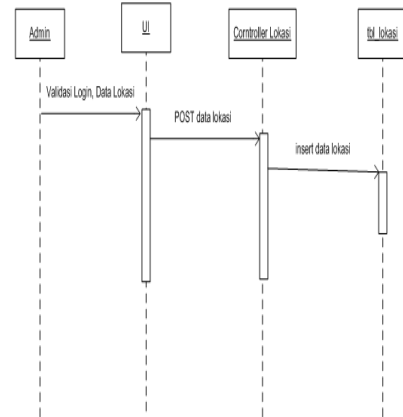 Admin
UI
Corntroller Lokasi
tbl_lokasi
Validasi Login, Data Lokasi
POST data lokasi
insert data lokasi